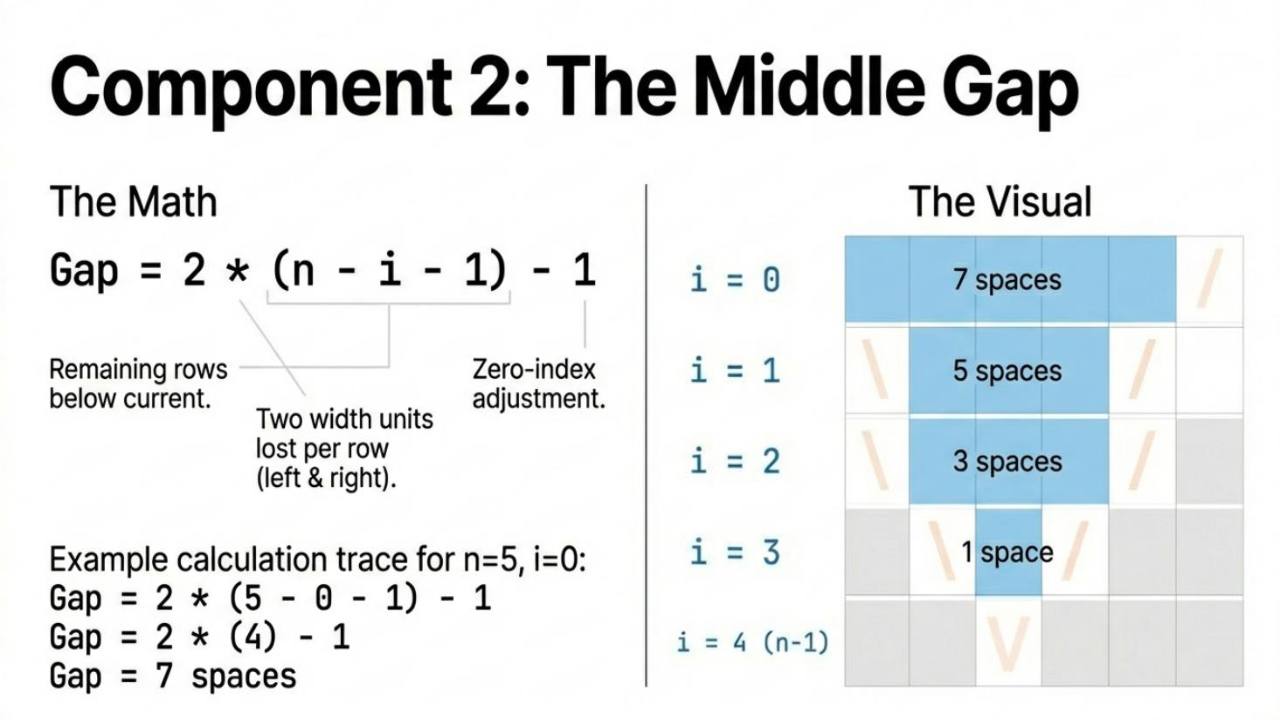 Component 2: The Middle Gap
The Math
Gap = 2 * (n - i - 1) - 1
Remaining rows
below current.
Two width units
lost per row
(left & right).
Zero-index
adjustment.
Example calculation trace for n=5, i=0:
Gap = 2 * (5 - 0 - 1) - 1
Gap = 2 * (4) - 1
Gap = 7 spaces
The Visual
i = 0 7 spaces /
i = 1 \ 5 spaces /
i = 2 \ 3 spaces /
i = 3 \ 1 space /
i = 4 (n-1) V